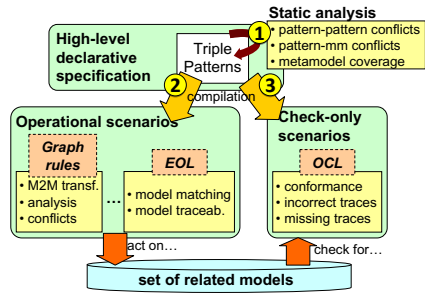 Static analysis
1
• pattern-pattern conflicts
• pattern-mm conflicts
• metamodel coverage
High-level
declarative
specification
Triple
Patterns
2
compilation
3
Operational scenarios
Graph
rules
• M2M transf.
• analysis
• conflicts
...
EOL
• model matching
• model traceab.
Check-only
scenarios
OCL
• conformance
• incorrect traces
• missing traces
act on...
check for...
set of related models